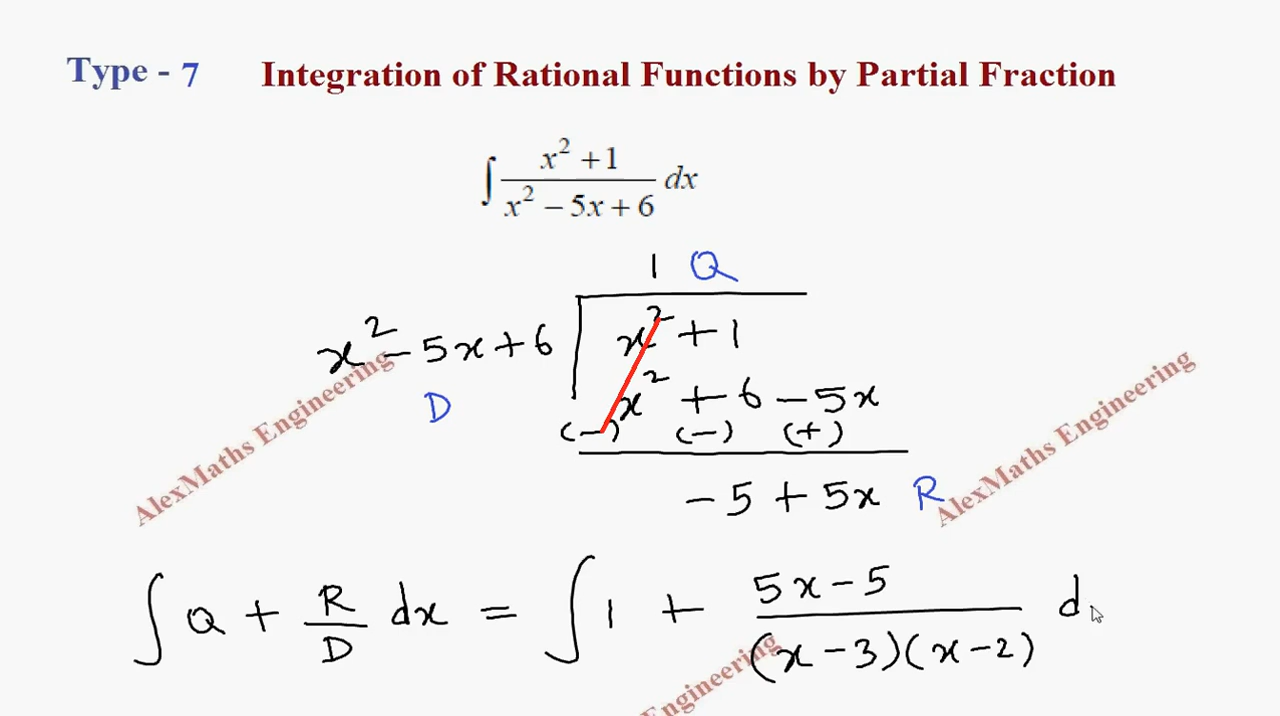 Type - 7 Integration of Rational Functions by Partial Fraction
∫ (x² + 1)/(x² − 5x + 6) dx
1 Q
x² − 5x + 6 x² + 1
D x² + 6 − 5x
(−) (−) (+)
− 5 + 5x R
AlexMaths Engineering
AlexMaths Engineering
∫ Q + R/D dx = ∫ 1 + (5x − 5)/((x − 3)(x − 2)) d
Engineering